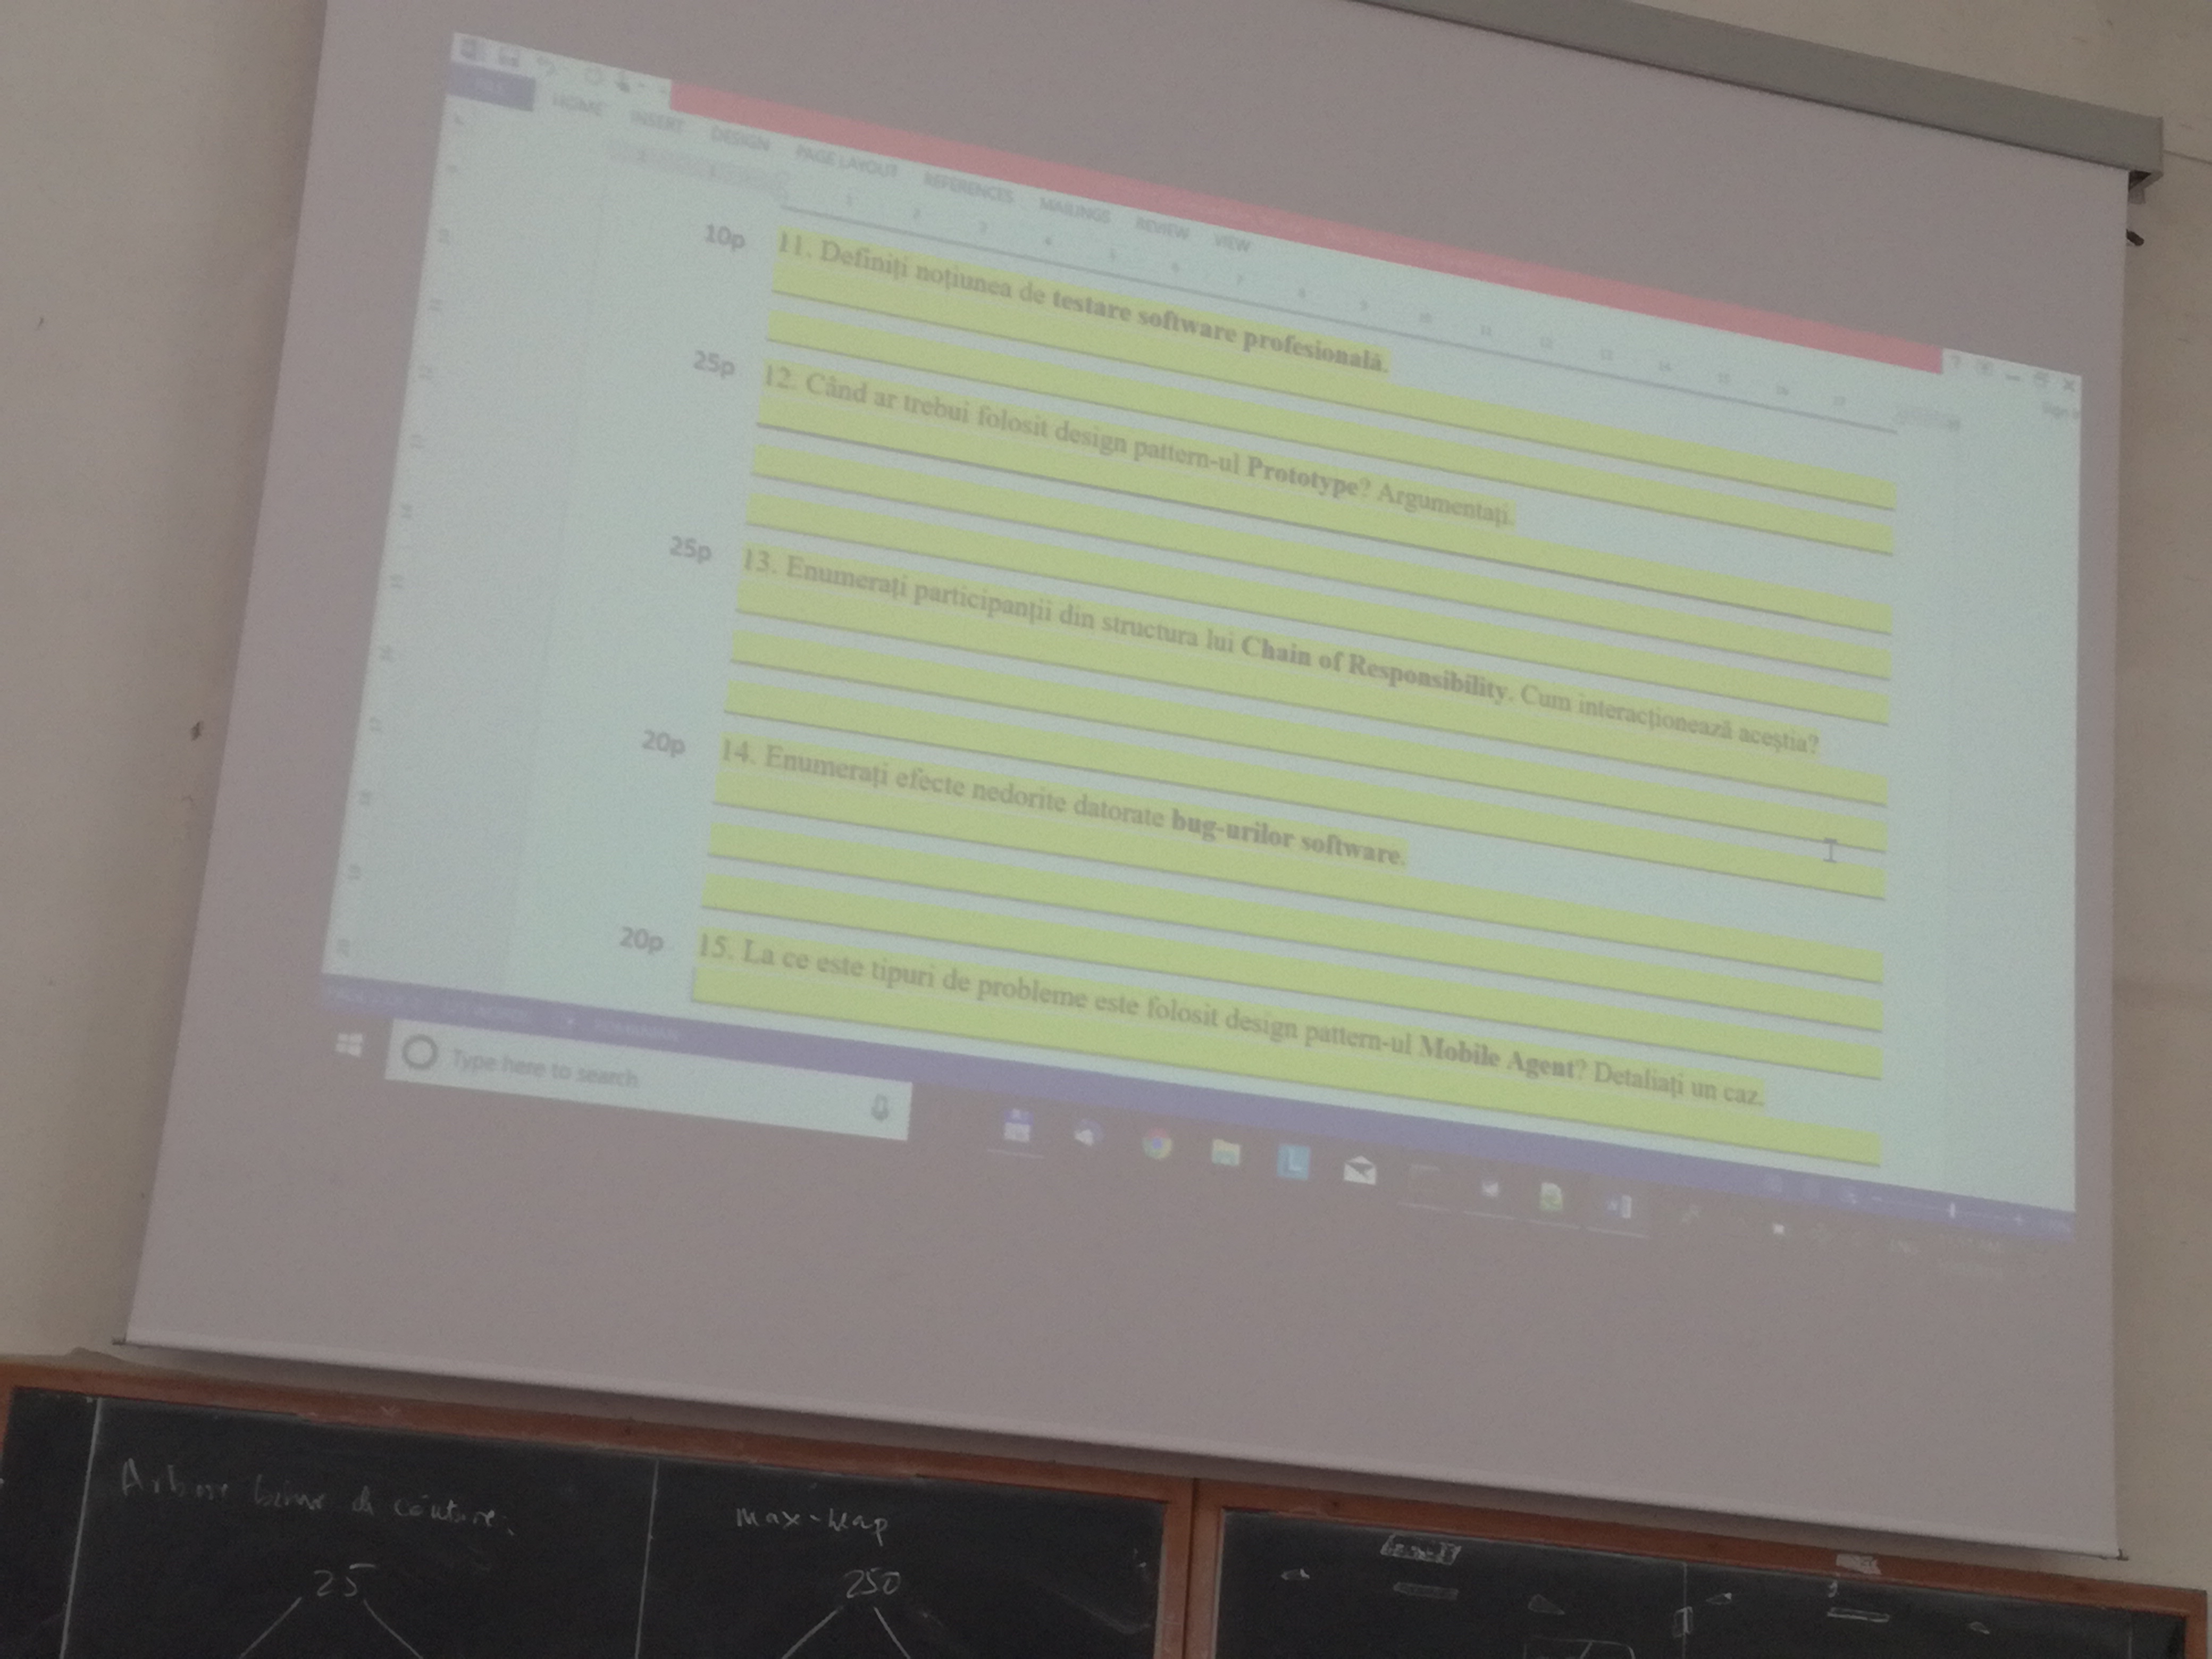 HOME INSERT DESIGN PAGE LAYOUT REFERENCES MAILINGS REVIEW VIEW
10p 11. Definiți noțiunea de testare software profesională.
25p 12. Când ar trebui folosit design pattern-ul Prototype? Argumentați.
25p 13. Enumerați participanții din structura lui Chain of Responsibility. Cum interacționează aceștia?
20p 14. Enumerați efecte nedorite datorate bug-urilor software.
20p 15. La ce este tipuri de probleme este folosit design pattern-ul Mobile Agent? Detaliați un caz.
Type here to search
max-heap
25
250